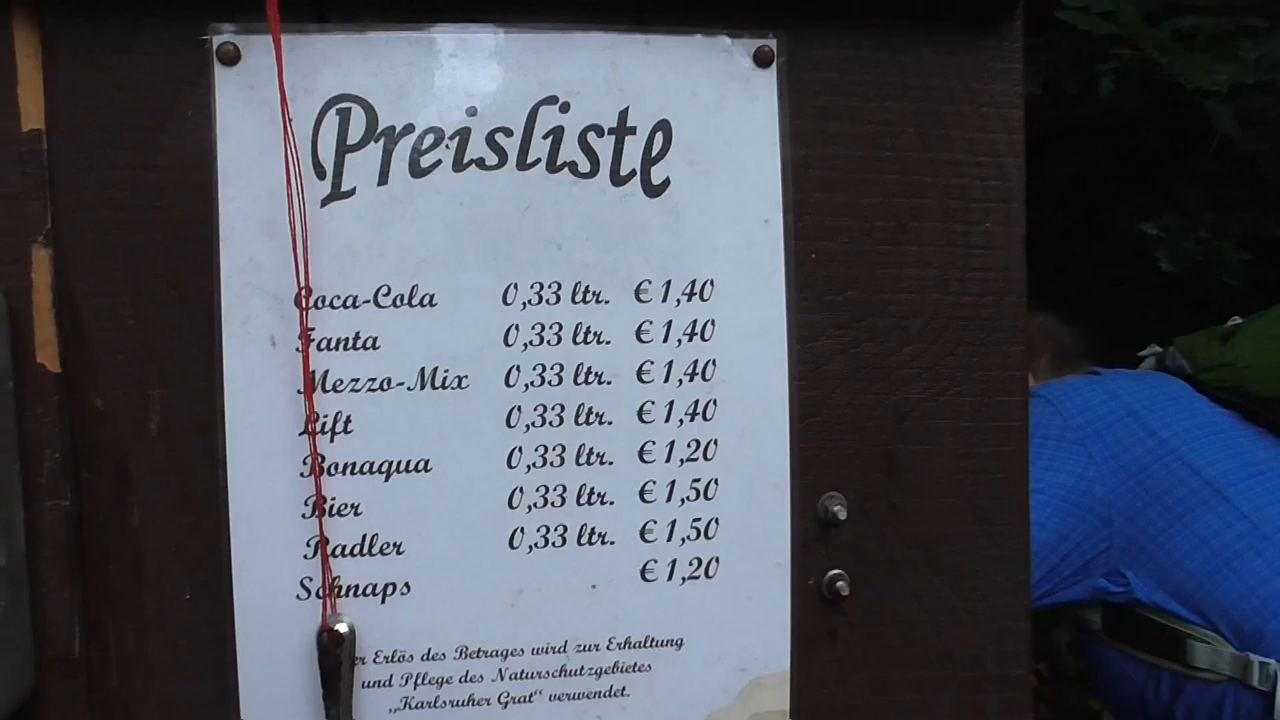 Preisliste
Coca-Cola 0,33 ltr. € 1,40
Fanta 0,33 ltr. € 1,40
Mezzo-Mix 0,33 ltr. € 1,40
Lift 0,33 ltr. € 1,40
Bonaqua 0,33 ltr. € 1,20
Bier 0,33 ltr. € 1,50
Radler 0,33 ltr. € 1,50
Schnaps € 1,20
Erlös des Betrages wird zur Erhaltung
und Pflege des Naturschutzgebietes
„Karlsruher Grat“ verwendet.